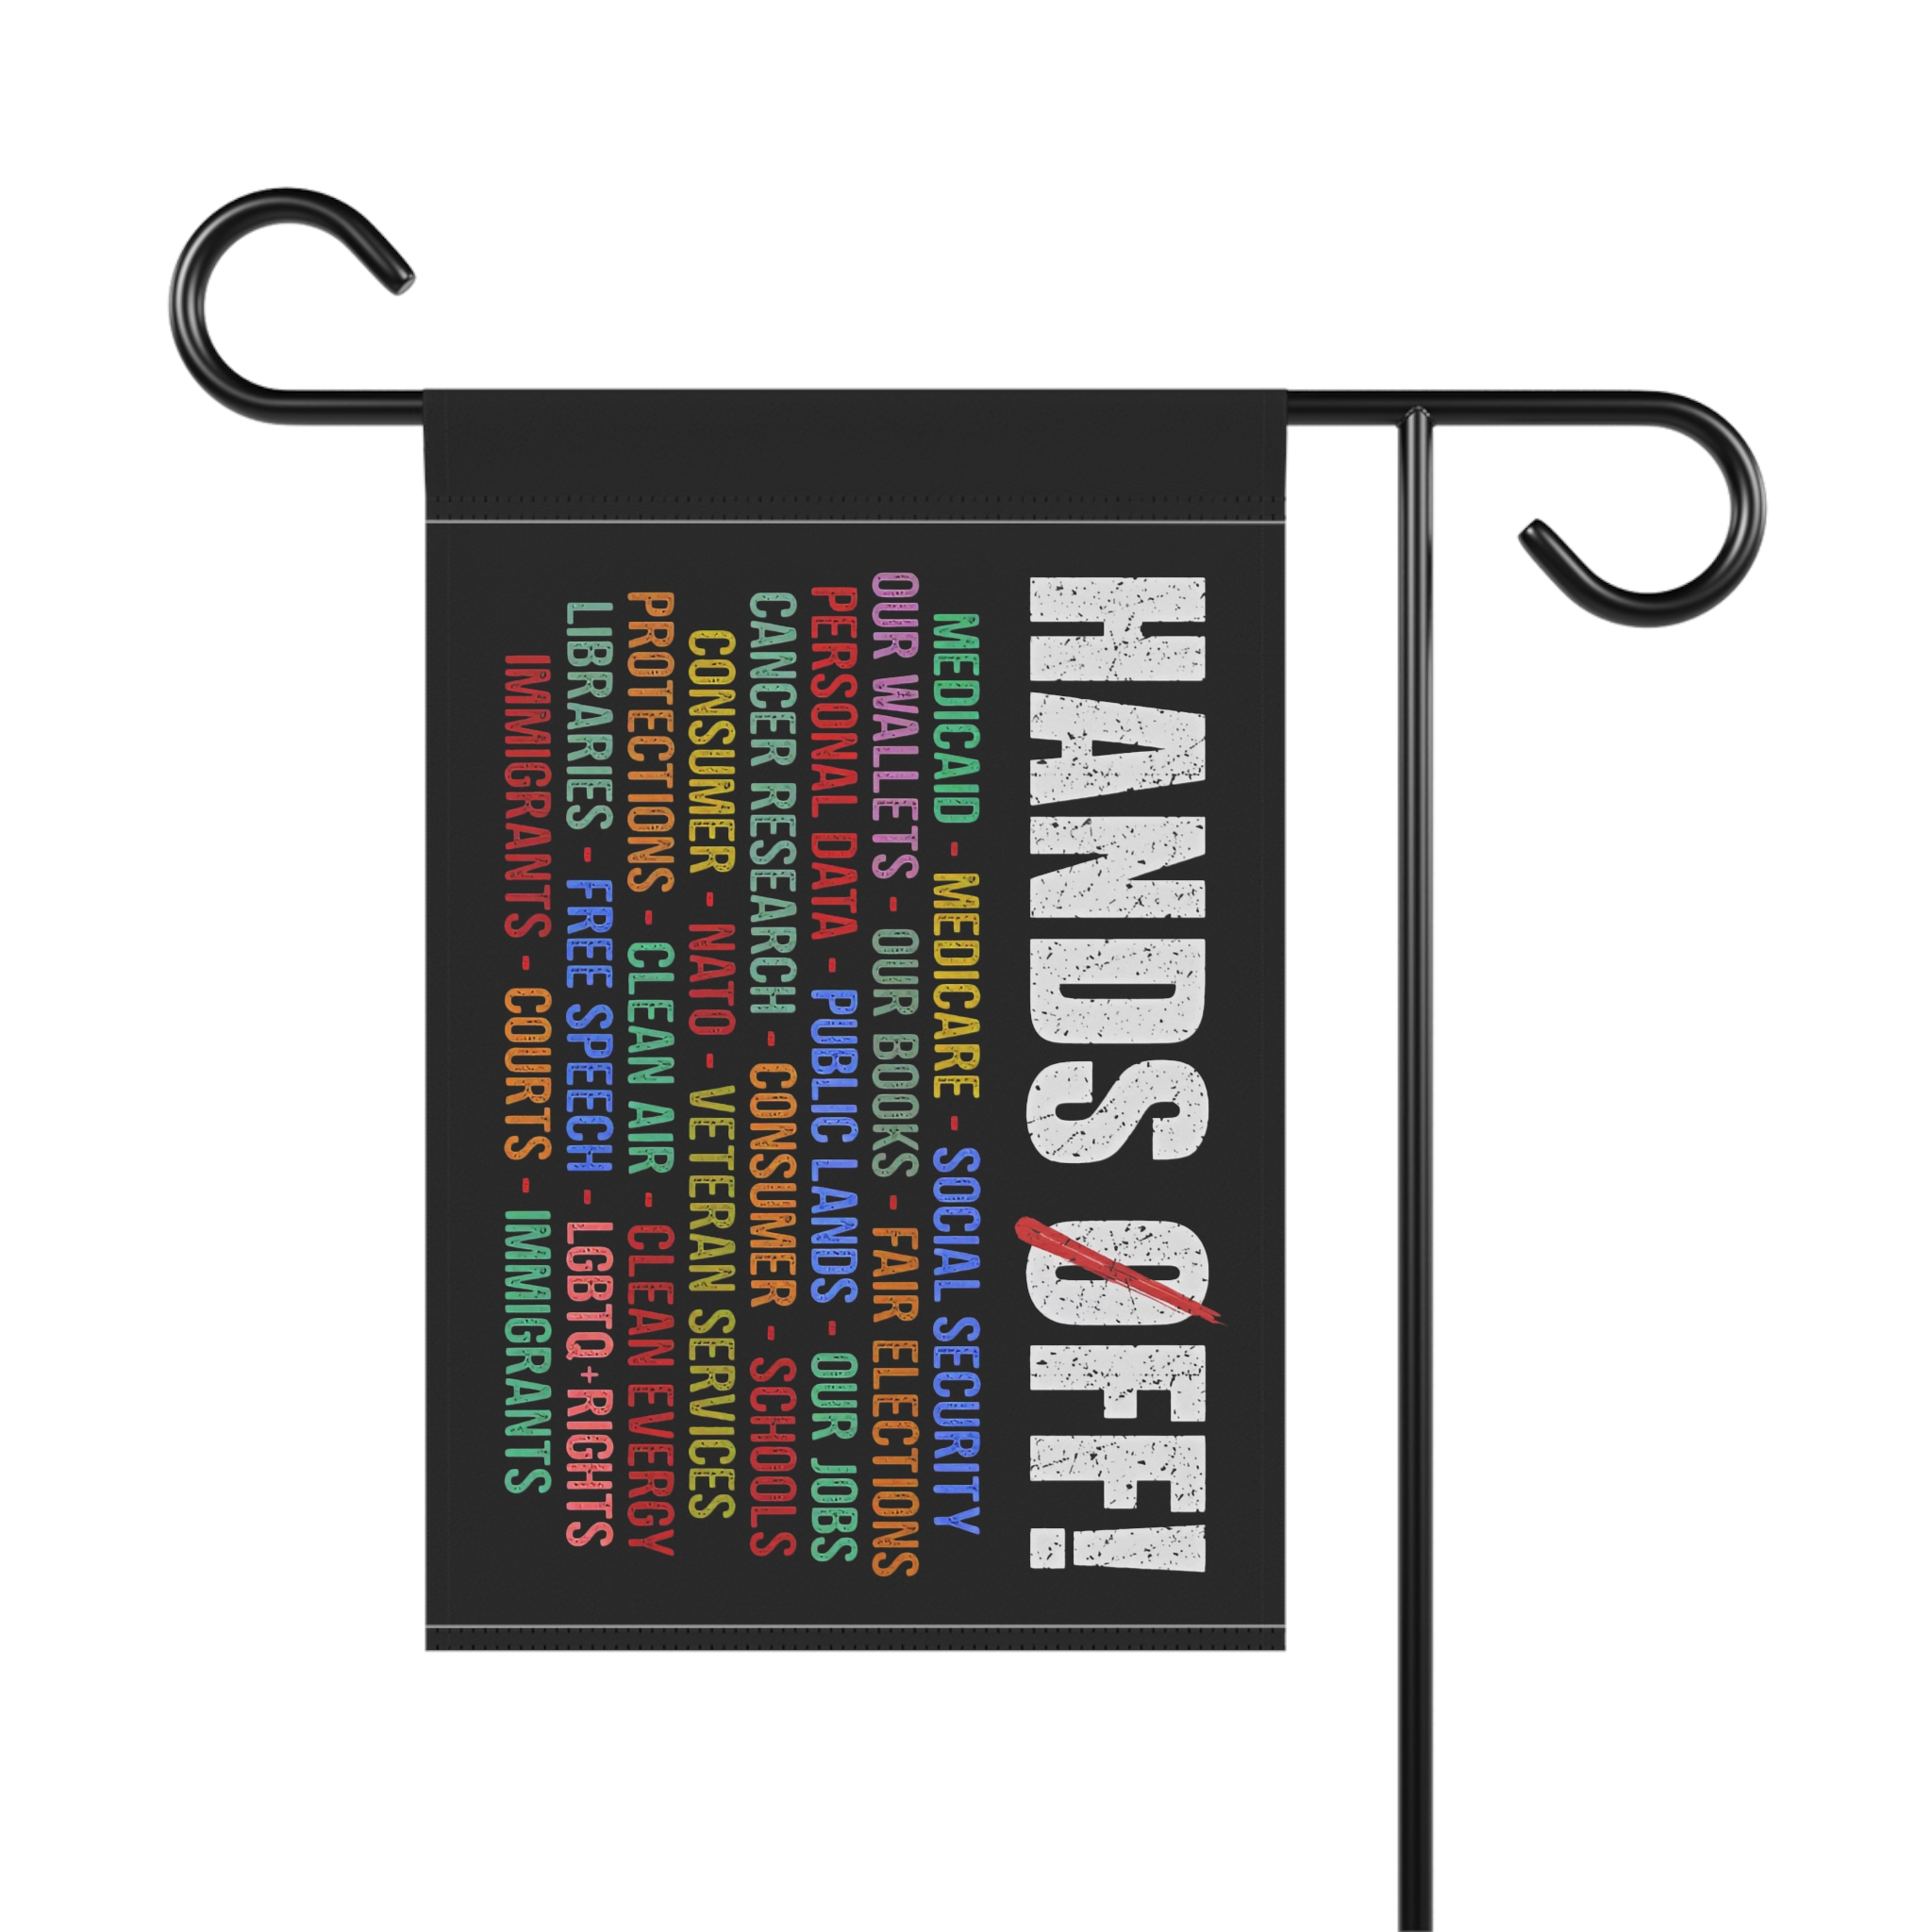 HANDS OFF!
MEDICAID - MEDICARE - SOCIAL SECURITY
OUR WALLETS - OUR BOOKS - FAIR ELECTIONS
PERSONAL DATA - PUBLIC LANDS - OUR JOBS
CANCER RESEARCH - CONSUMER - SCHOOLS
CONSUMER - NATO - VETERAN SERVICES
PROTECTIONS - CLEAN AIR - CLEAN EVERGY
LIBRARIES - FREE SPEECH - LGBTQ+RIGHTS
IMMIGRANTS - COURTS - IMMIGRANTS